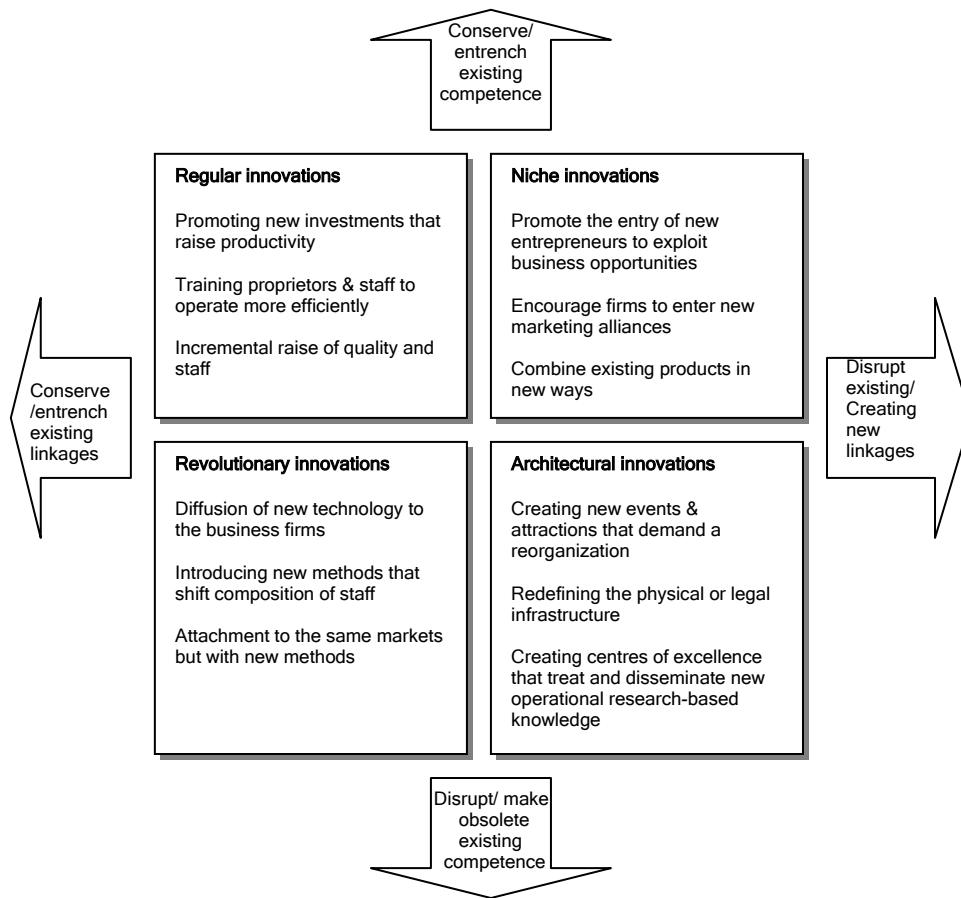 Conserve/
entrench
existing
competence
Regular innovations
Promoting new investments that
raise productivity
Training proprietors & staff to
operate more efficiently
Incremental raise of quality and
staff
Niche innovations
Promote the entry of new
entrepreneurs to exploit
business opportunities
Encourage firms to enter new
marketing alliances
Combine existing products in
new ways
Conserve
/entrench
existing
linkages
Disrupt
existing/
Creating
new
linkages
Revolutionary innovations
Diffusion of new technology to
the business firms
Introducing new methods that
shift composition of staff
Attachment to the same markets
but with new methods
Architectural innovations
Creating new events &
attractions that demand a
reorganization
Redefining the physical or legal
infrastructure
Creating centres of excellence
that treat and disseminate new
operational research-based
knowledge
Disrupt/ make
obsolete
existing
competence